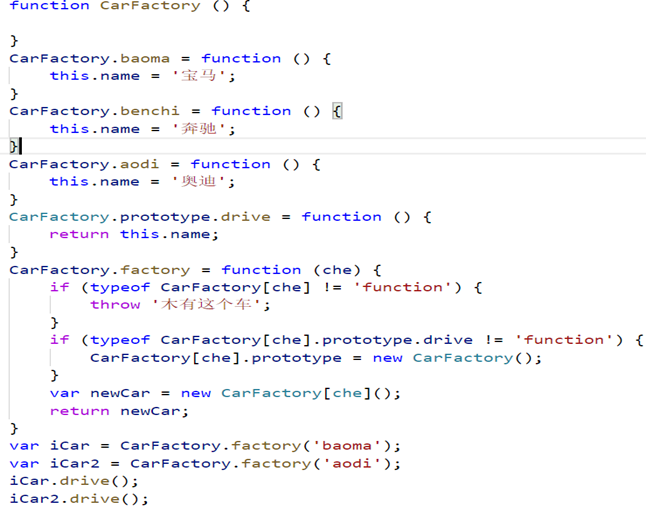 function CarFactory () {

}
CarFactory.baoma = function () {
    this.name = '宝马';
}
CarFactory.benchi = function () {
    this.name = '奔驰';
}
CarFactory.aodi = function () {
    this.name = '奥迪';
}
CarFactory.prototype.drive = function () {
    return this.name;
}
CarFactory.factory = function (che) {
    if (typeof CarFactory[che] != 'function') {
        throw '木有这个车';
    }
    if (typeof CarFactory[che].prototype.drive != 'function') {
        CarFactory[che].prototype = new CarFactory();
    }
    var newCar = new CarFactory[che]();
    return newCar;
}
var iCar = CarFactory.factory('baoma');
var iCar2 = CarFactory.factory('aodi');
iCar.drive();
iCar2.drive();